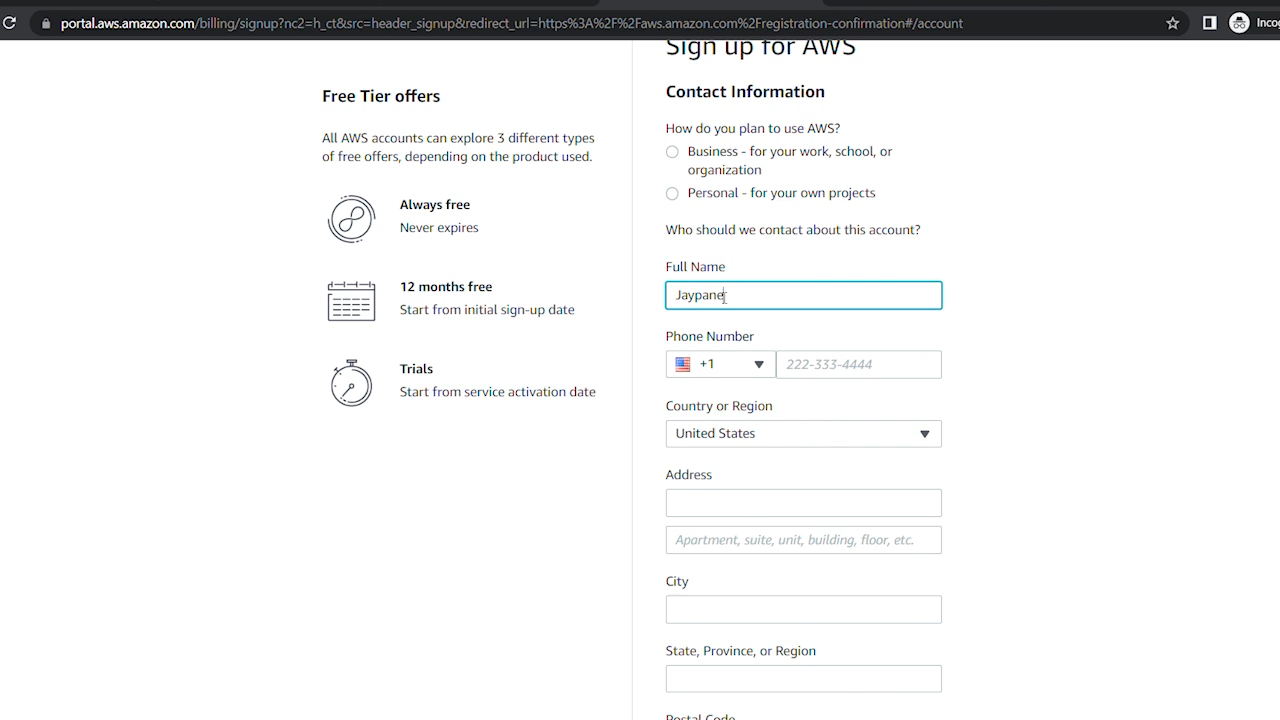 portal.aws.amazon.com/billing/signup?nc2=h_ct&src=header_signup&redirect_url=https%3A%2F%2Faws.amazon.com%2Fregistration-confirmation#/account
Incog
Free Tier offers
All AWS accounts can explore 3 different types
of free offers, depending on the product used.
Always free
Never expires
12 months free
Start from initial sign-up date
Trials
Start from service activation date
Sign up for AWS
Contact Information
How do you plan to use AWS?
Business - for your work, school, or
organization
Personal - for your own projects
Who should we contact about this account?
Full Name
Jaypane
Phone Number
+1
222-333-4444
Country or Region
United States
Address
Apartment, suite, unit, building, floor, etc.
City
State, Province, or Region
Postal Code